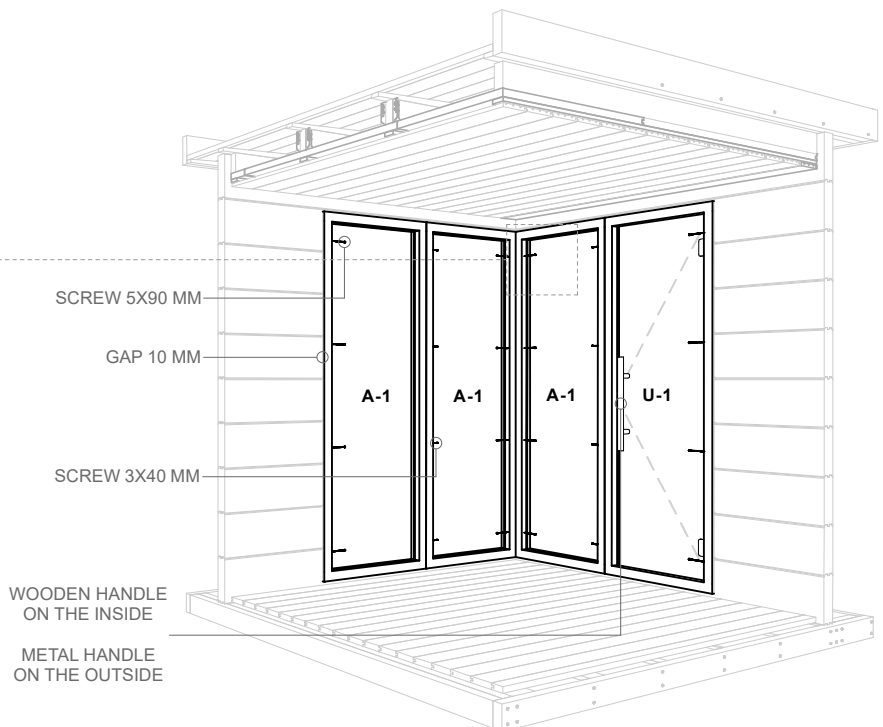 SCREW 5X90 MM
GAP 10 MM
A-1
A-1
A-1
U-1
SCREW 3X40 MM
WOODEN HANDLE
ON THE INSIDE
METAL HANDLE
ON THE OUTSIDE